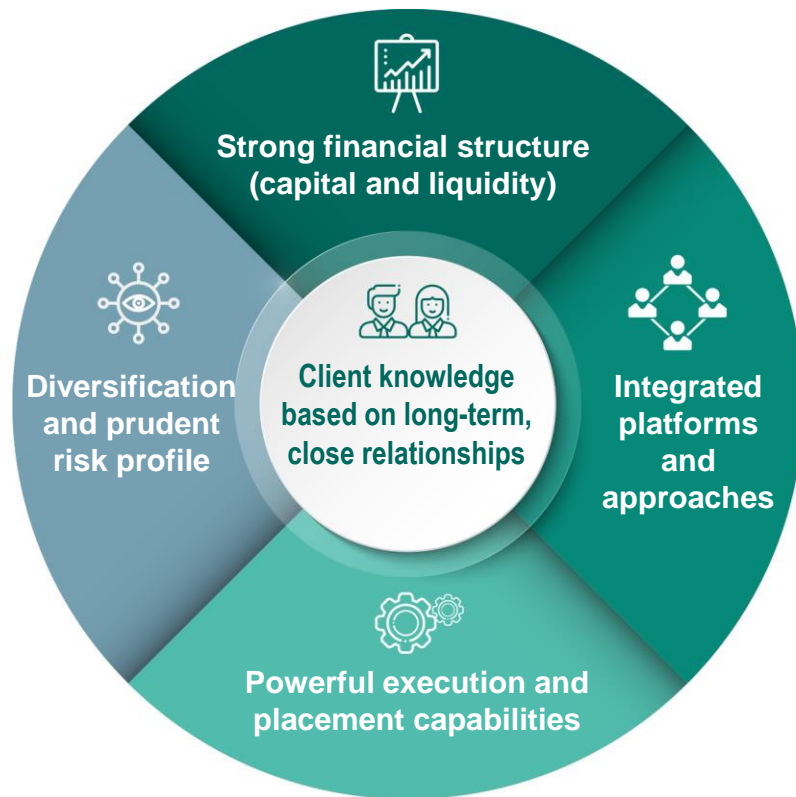 Strong financial structure
(capital and liquidity)
Diversification
and prudent
risk profile
Client knowledge
based on long-term,
close relationships
Integrated
platforms
and
approaches
Powerful execution and
placement capabilities